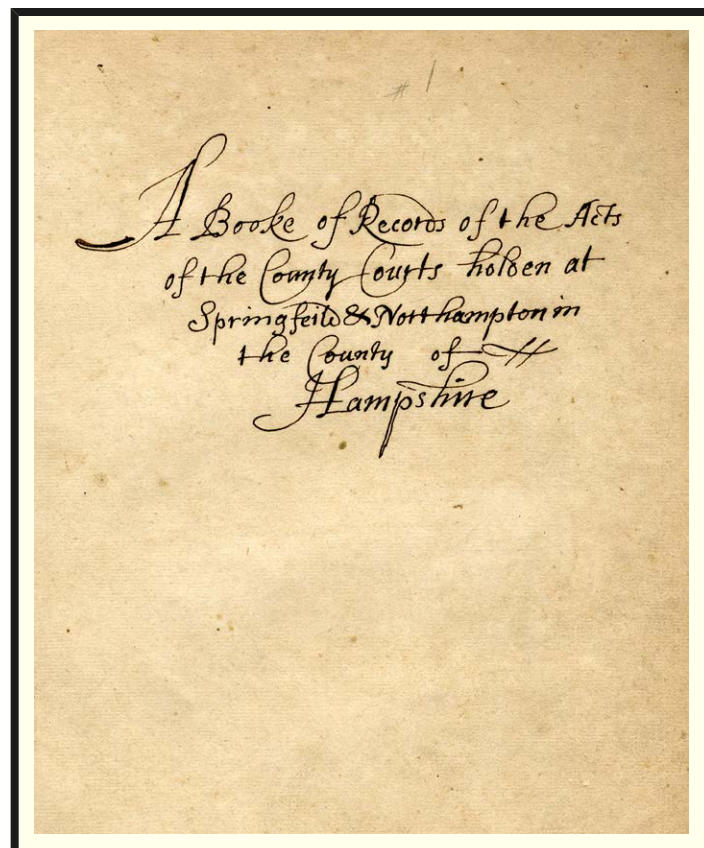 # 1
A Booke of Records of the Acts
of the County Courts holden at
Springfeild & Northampton in
the County of
Hampshire